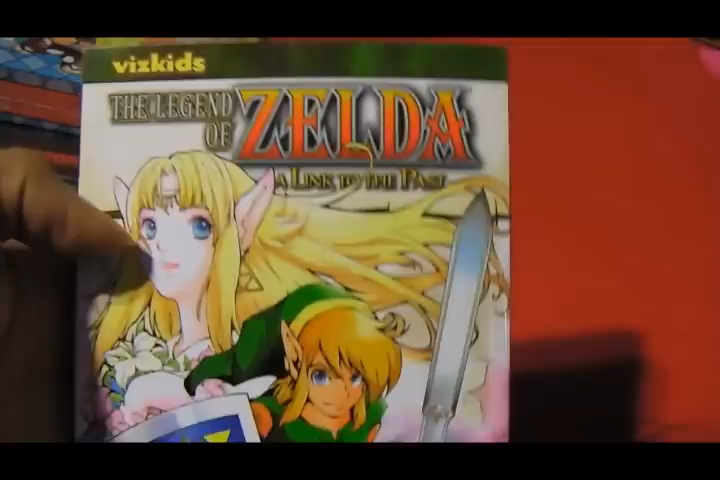 vizkids
THE LEGEND
OF ZELDA
A LINK TO THE PAST